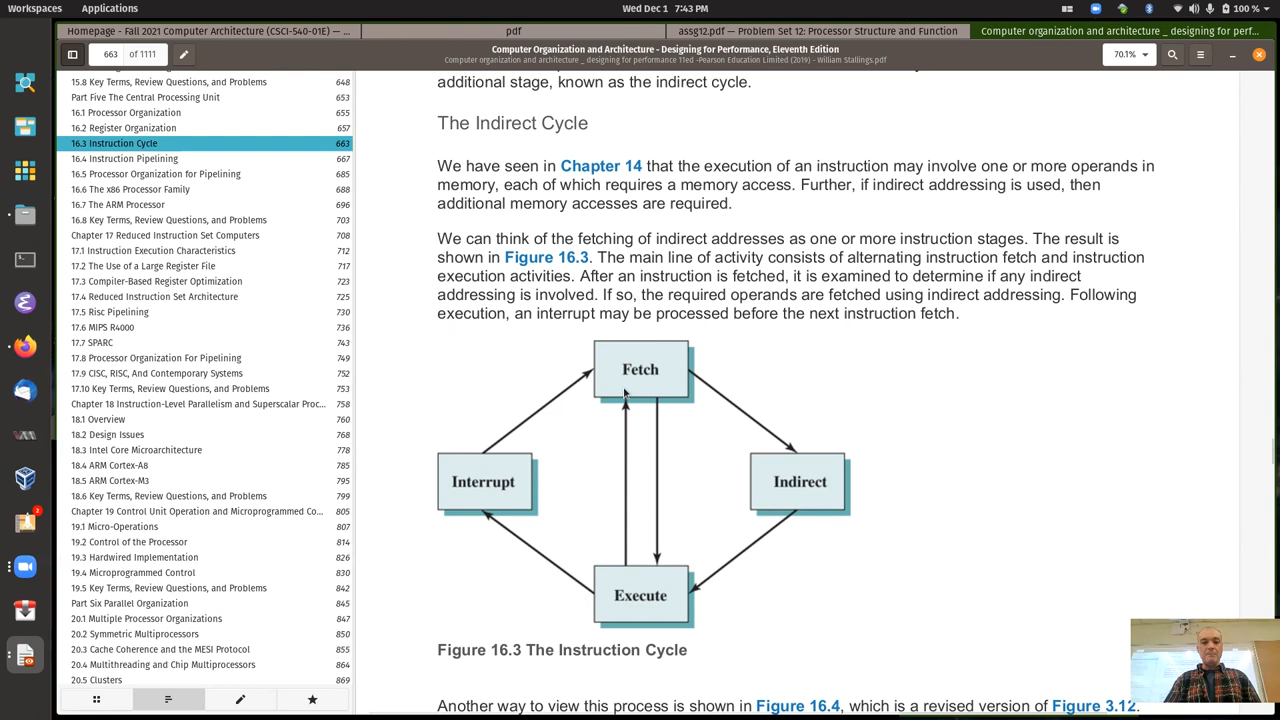 Workspaces Applications Wed Dec 1 7:43 PM 100 %
Homepage - Fall 2021 Computer Architecture (CSCI-540-01E) — ... pdf assg12.pdf — Problem Set 12: Processor Structure and Function Computer organization and architecture _ designing for perf...
663 of 1111 Computer Organization and Architecture - Designing for Performance, Eleventh Edition 70.1%
'Computer organization and architecture _ designing for performance 11ed -Pearson Education Limited (2019) - William Stallings.pdf
15.8 Key Terms, Review Questions, and Problems 648
Part Five The Central Processing Unit 653
16.1 Processor Organization 655
16.2 Register Organization 657
16.3 Instruction Cycle 663
16.4 Instruction Pipelining 667
16.5 Processor Organization for Pipelining 685
16.6 The x86 Processor Family 688
16.7 The ARM Processor 696
16.8 Key Terms, Review Questions, and Problems 703
Chapter 17 Reduced Instruction Set Computers 708
17.1 Instruction Execution Characteristics 712
17.2 The Use of a Large Register File 717
17.3 Compiler-Based Register Optimization 723
17.4 Reduced Instruction Set Architecture 725
17.5 Risc Pipelining 730
17.6 MIPS R4000 736
17.7 SPARC 743
17.8 Processor Organization For Pipelining 749
17.9 CISC, RISC, And Contemporary Systems 752
17.10 Key Terms, Review Questions, and Problems 753
Chapter 18 Instruction-Level Parallelism and Superscalar Proc... 758
18.1 Overview 760
18.2 Design Issues 768
18.3 Intel Core Microarchitecture 778
18.4 ARM Cortex-A8 785
18.5 ARM Cortex-M3 795
18.6 Key Terms, Review Questions, and Problems 799
Chapter 19 Control Unit Operation and Microprogrammed Co... 805
19.1 Micro-Operations 807
19.2 Control of the Processor 814
19.3 Hardwired Implementation 826
19.4 Microprogrammed Control 830
19.5 Key Terms, Review Questions, and Problems 842
Part Six Parallel Organization 845
20.1 Multiple Processor Organizations 847
20.2 Symmetric Multiprocessors 850
20.3 Cache Coherence and the MESI Protocol 855
20.4 Multithreading and Chip Multiprocessors 864
20.5 Clusters 869
additional stage, known as the indirect cycle.
The Indirect Cycle
We have seen in Chapter 14 that the execution of an instruction may involve one or more operands in
memory, each of which requires a memory access. Further, if indirect addressing is used, then
additional memory accesses are required.
We can think of the fetching of indirect addresses as one or more instruction stages. The result is
shown in Figure 16.3. The main line of activity consists of alternating instruction fetch and instruction
execution activities. After an instruction is fetched, it is examined to determine if any indirect
addressing is involved. If so, the required operands are fetched using indirect addressing. Following
execution, an interrupt may be processed before the next instruction fetch.
Fetch
Interrupt
Indirect
Execute
Figure 16.3 The Instruction Cycle
Another way to view this process is shown in Figure 16.4, which is a revised version of Figure 3.12.
2